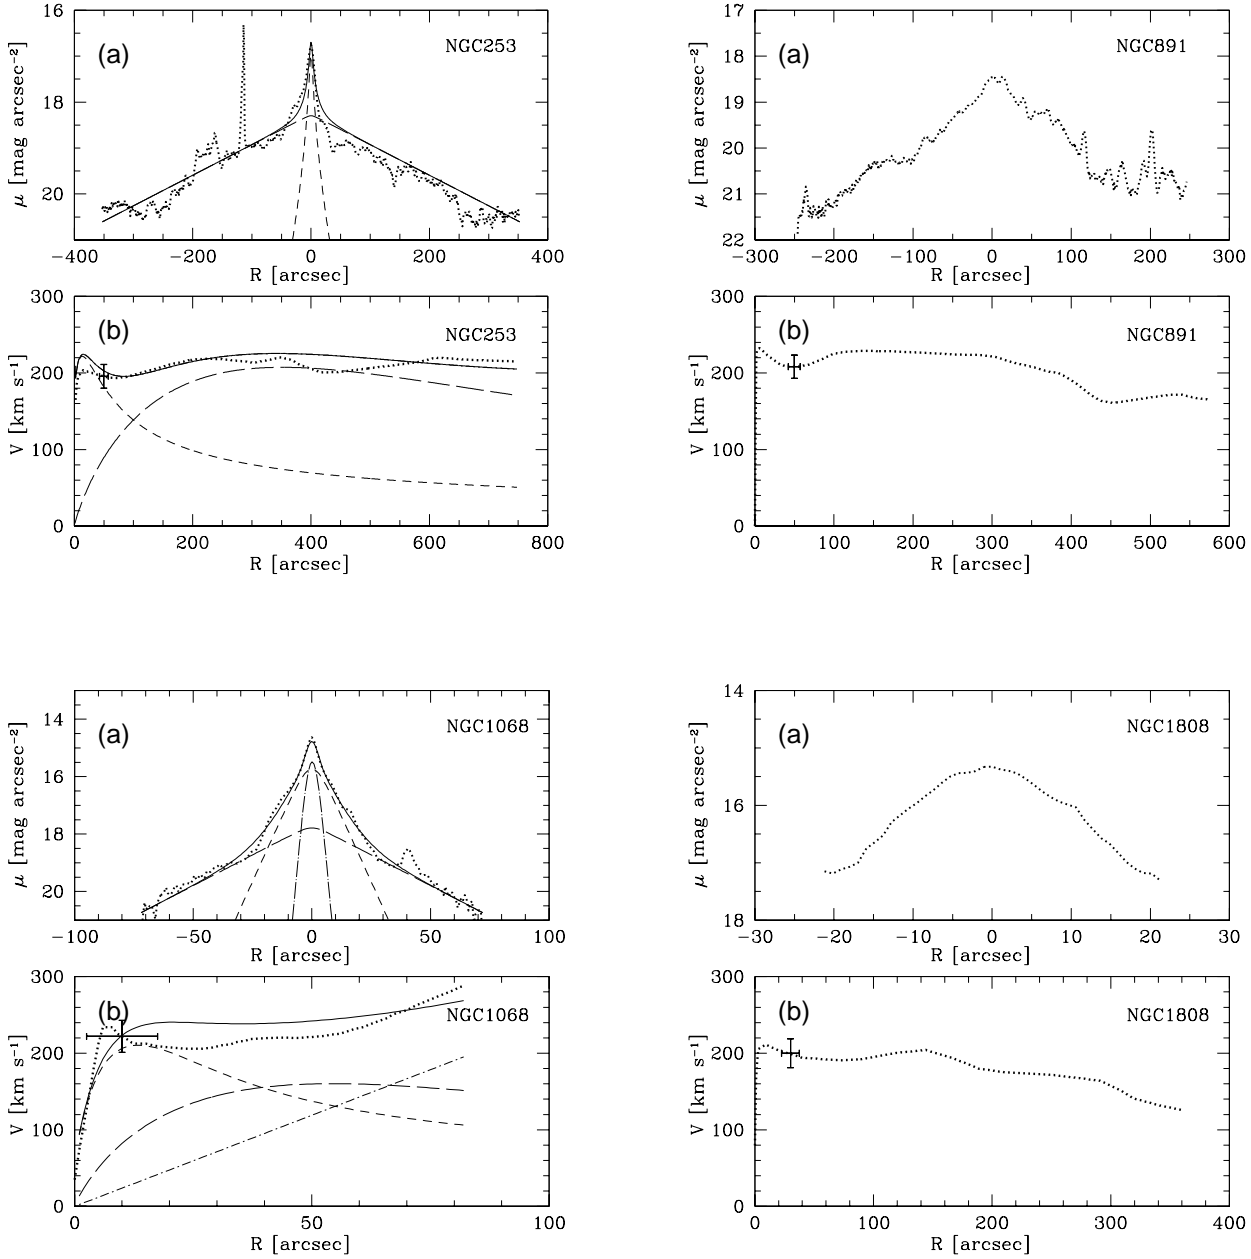 16
18
20
μ [mag arcsec⁻²]
(a)
NGC253
−400 −200 0 200 400
R [arcsec]
300
200
100
0
V [km s⁻¹]
(b)
NGC253
0 200 400 600 800
R [arcsec]
17
18
19
20
21
22
μ [mag arcsec⁻²]
(a)
NGC891
−300 −200 −100 0 100 200 300
R [arcsec]
300
200
100
0
V [km s⁻¹]
(b)
NGC891
0 100 200 300 400 500 600
R [arcsec]
14
16
18
20
μ [mag arcsec⁻²]
(a)
NGC1068
−100 −50 0 50 100
R [arcsec]
300
200
100
0
V [km s⁻¹]
(b)
NGC1068
0 50 100
R [arcsec]
14
16
18
μ [mag arcsec⁻²]
(a)
NGC1808
−30 −20 −10 0 10 20 30
R [arcsec]
300
200
100
0
V [km s⁻¹]
(b)
NGC1808
0 100 200 300 400
R [arcsec]